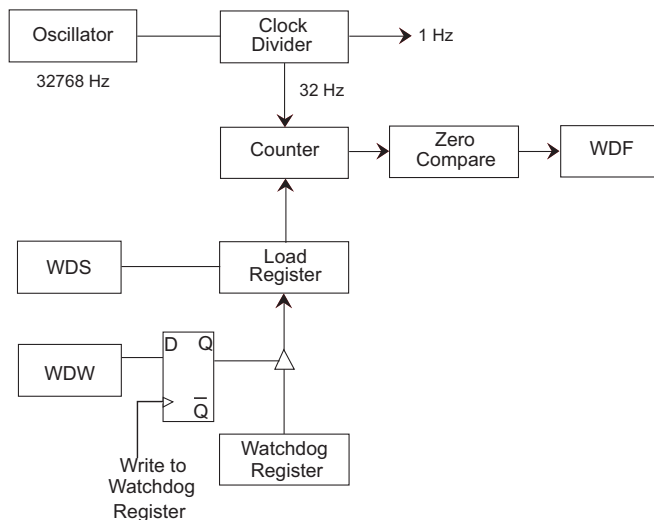 Oscillator
Clock
Divider
1 Hz
32768 Hz
32 Hz
Counter
Zero
Compare
WDF
WDS
Load
Register
WDW
D Q
Q̅
Watchdog
Register
Write to
Watchdog
Register